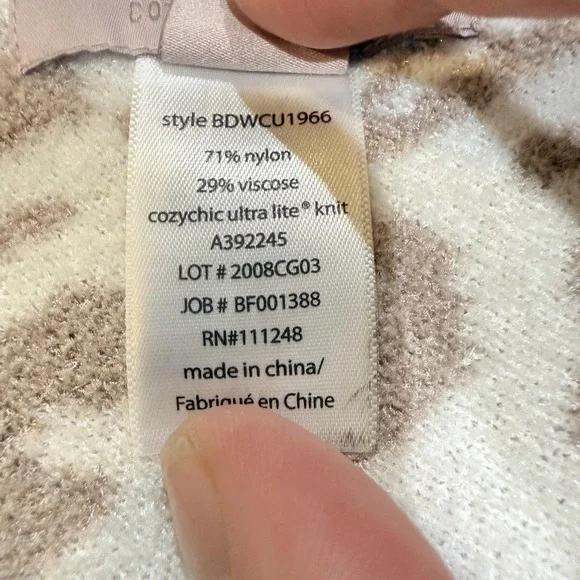 CO
style BDWCU1966
71% nylon
29% viscose
cozychic ultra lite® knit
A392245
LOT # 2008CG03
JOB # BF001388
RN#111248
made in china/
Fabriqué en Chine